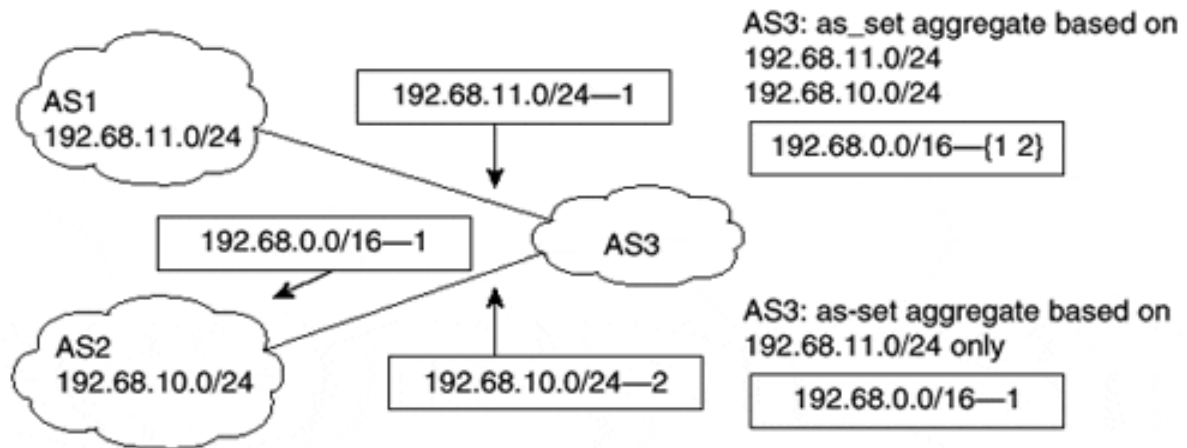 AS1
192.68.11.0/24
192.68.11.0/24—1
AS3: as_set aggregate based on
192.68.11.0/24
192.68.10.0/24
192.68.0.0/16—{1 2}
192.68.0.0/16—1
AS3
AS2
192.68.10.0/24
192.68.10.0/24—2
AS3: as-set aggregate based on
192.68.11.0/24 only
192.68.0.0/16—1